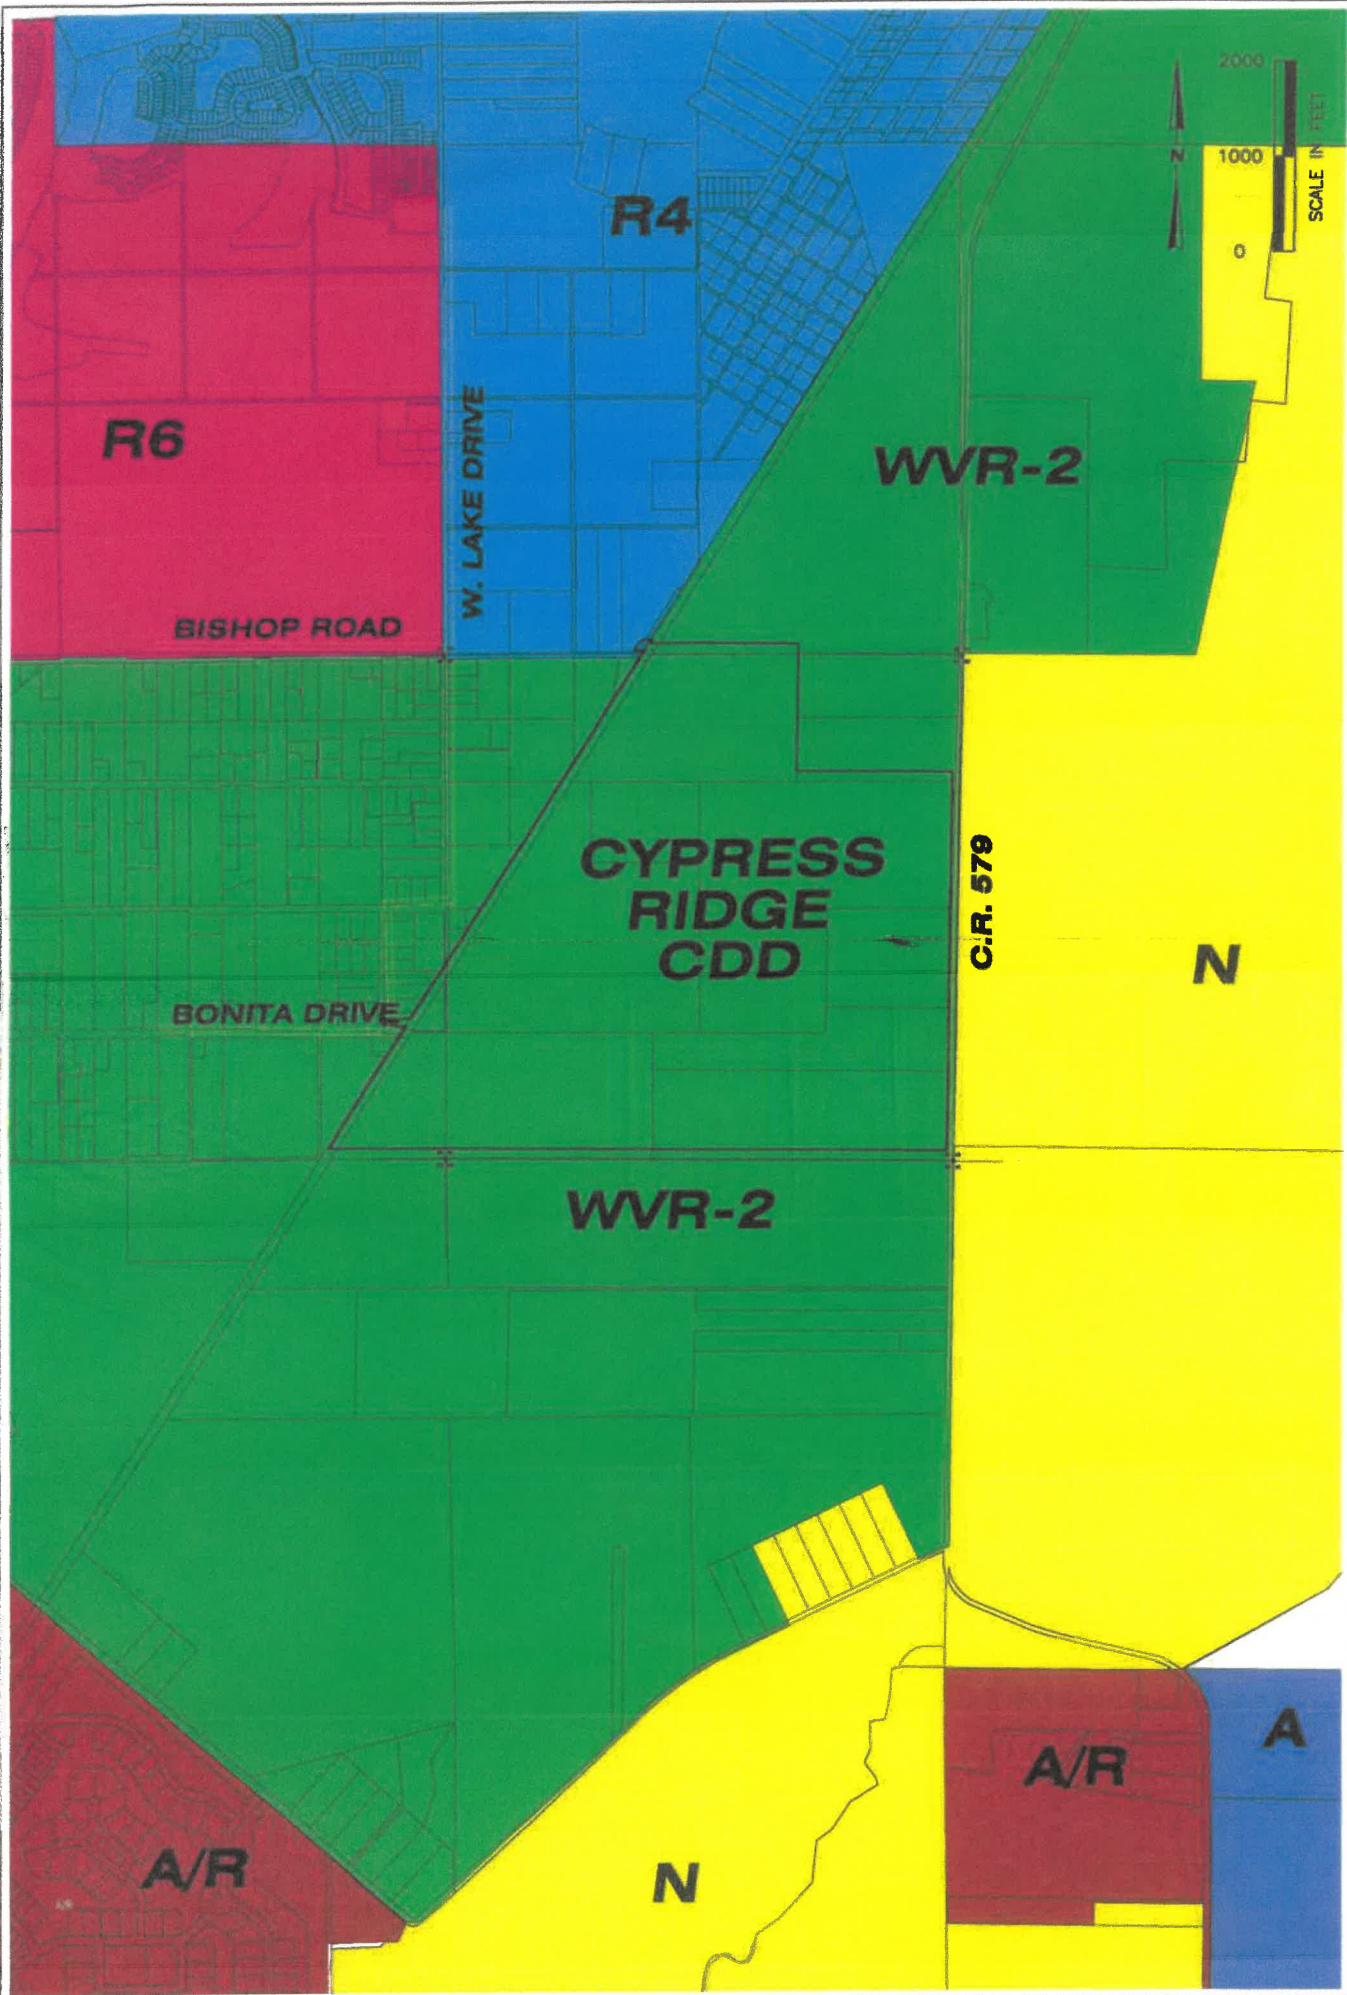 2000
1000
0
SCALE IN FEET
N
R4
R6
W. LAKE DRIVE
WVR-2
BISHOP ROAD
CYPRESS
RIDGE
CDD
C.R. 579
N
BONITA DRIVE
WVR-2
A
A/R
A/R
N